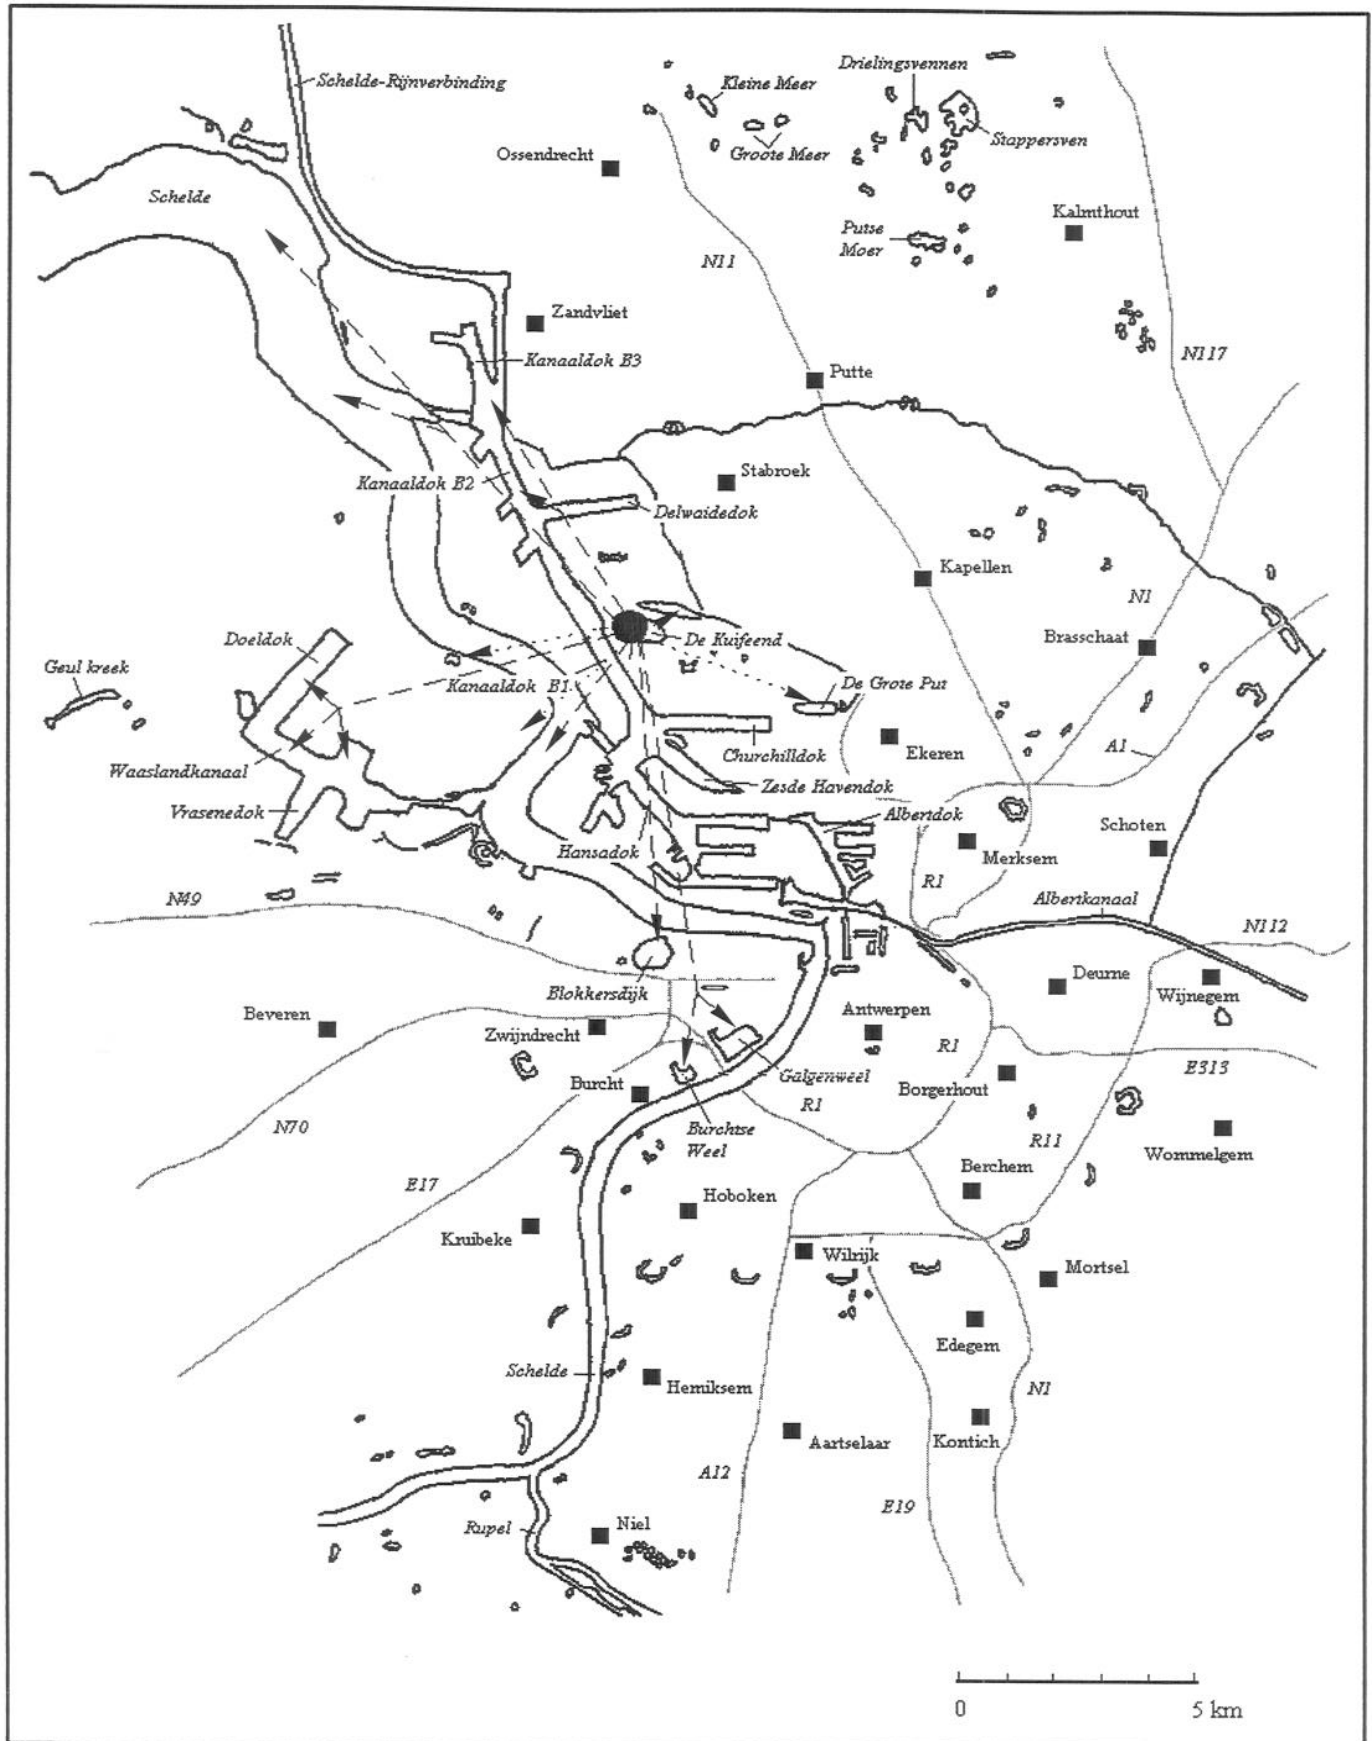 Drielingsvennen
Schelde-Rijnverbinding
Kleine Meer
Stappersven
Groote Meer
Ossendrecht
Schelde
Kalmthout
Putse
Moer
N11
Zandvliet
Kanaaldok B3
N117
Putte
Stabroek
Kanaaldok B2
Delwaidedok
Kapellen
N1
Brasschaat
Doeldok
De Kuifeend
Geul kreek
Kanaaldok B1
De Grote Put
Ekeren
A1
Churchilldok
Waaslandkanaal
Zesde Havendok
Vrasenedok
Albertdok
Schoten
Hansadok
Merksem
R1
N49
Albertkanaal
N112
Deurne
Blokkersdijk
Wijnegem
Beveren
Antwerpen
Zwijndrecht
R1
E313
Galgenweel
Burcht
Borgerhout
R1
N70
Burchtse
Weel
R11
Wommelgem
Berchem
E17
Hoboken
Kruibeke
Wilrijk
Mortsel
Edegem
Schelde
Hemiksem
N1
Aartselaar
Kontich
A12
E19
Rupel
Niel
0
5 km